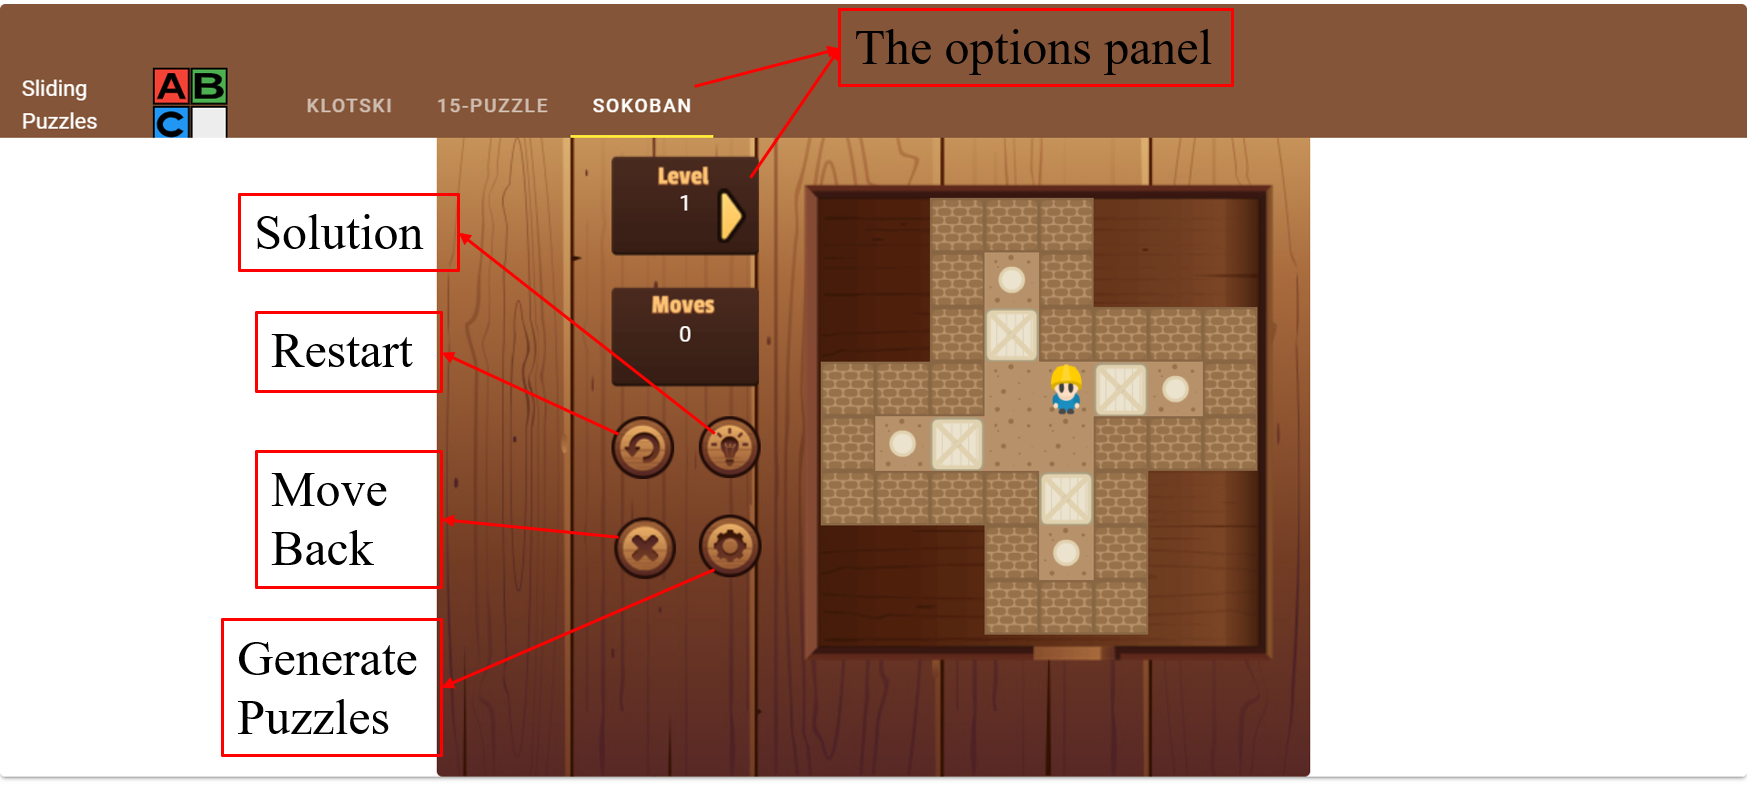 The options panel
Sliding
Puzzles
A B
C
KLOTSKI 15-PUZZLE SOKOBAN
Level
1
Solution
Moves
0
Restart
Move
Back
Generate
Puzzles